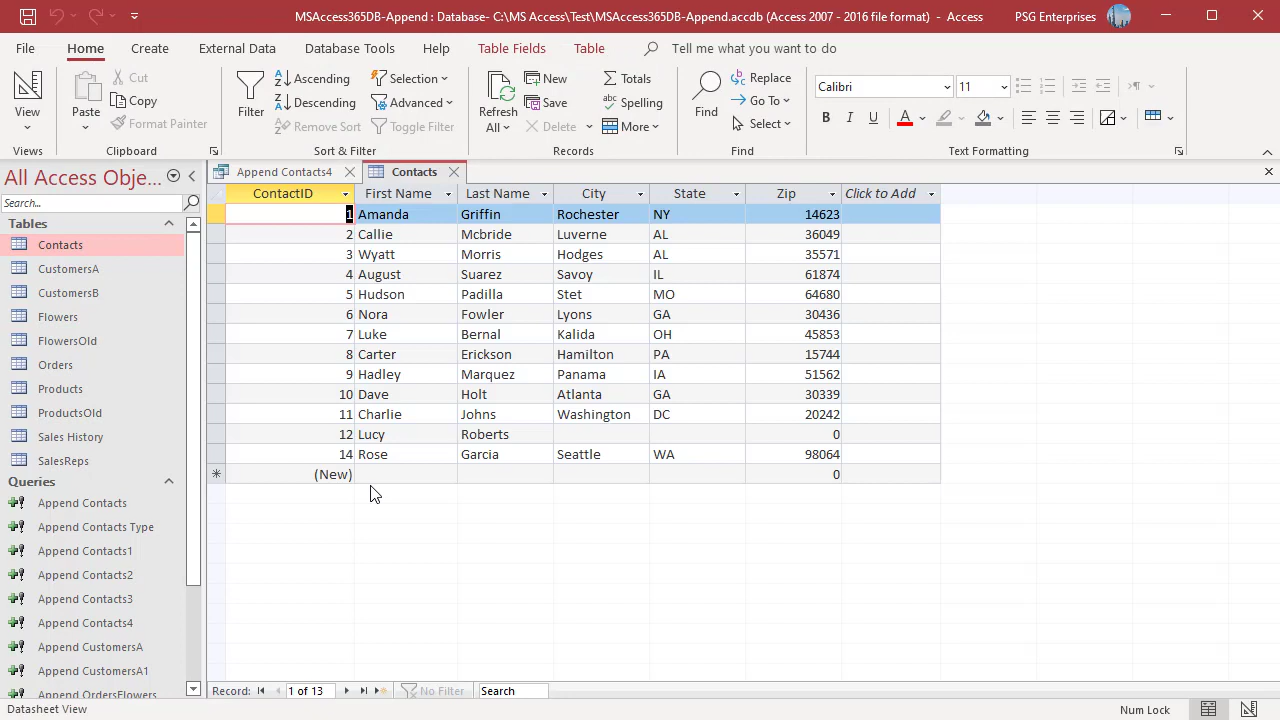 MSAccess365DB-Append : Database- C:\MS Access\Test\MSAccess365DB-Append.accdb (Access 2007 - 2016 file format) - Access PSG Enterprises
File Home Create External Data Database Tools Help Table Fields Table Tell me what you want to do
View
Views
Paste
Cut
Copy
Format Painter
Clipboard
Filter
Ascending
Descending
Remove Sort
Selection
Advanced
Toggle Filter
Sort & Filter
Refresh
All
New
Save
Delete
Totals
Spelling
More
Records
Find
Replace
Go To
Select
Find
Calibri 11
B I U A
Text Formatting
All Access Obje...
Search...
Tables
Contacts
CustomersA
CustomersB
Flowers
FlowersOld
Orders
Products
ProductsOld
Sales History
SalesReps
Queries
Append Contacts
Append Contacts Type
Append Contacts1
Append Contacts2
Append Contacts3
Append Contacts4
Append CustomersA
Append CustomersA1
Append OrdersFlowers
Append Contacts4 Contacts
ContactID First Name Last Name City State Zip Click to Add
1 Amanda Griffin Rochester NY 14623
2 Callie Mcbride Luverne AL 36049
3 Wyatt Morris Hodges AL 35571
4 August Suarez Savoy IL 61874
5 Hudson Padilla Stet MO 64680
6 Nora Fowler Lyons GA 30436
7 Luke Bernal Kalida OH 45853
8 Carter Erickson Hamilton PA 15744
9 Hadley Marquez Panama IA 51562
10 Dave Holt Atlanta GA 30339
11 Charlie Johns Washington DC 20242
12 Lucy Roberts 0
14 Rose Garcia Seattle WA 98064
(New) 0
Record: 1 of 13 No Filter Search
Datasheet View Num Lock